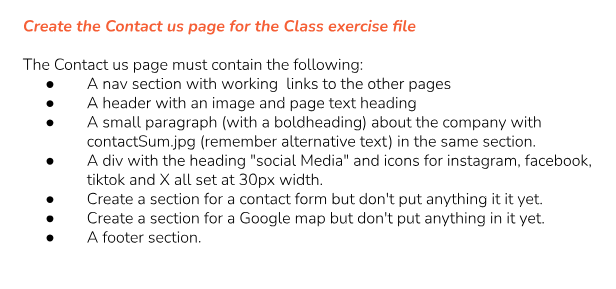 Create the Contact us page for the Class exercise file
The Contact us page must contain the following:
● A nav section with working  links to the other pages
● A header with an image and page text heading
● A small paragraph (with a boldheading) about the company with
contactSum.jpg (remember alternative text) in the same section.
● A div with the heading "social Media" and icons for instagram, facebook,
tiktok and X all set at 30px width.
● Create a section for a contact form but don't put anything it it yet.
● Create a section for a Google map but don't put anything in it yet.
● A footer section.